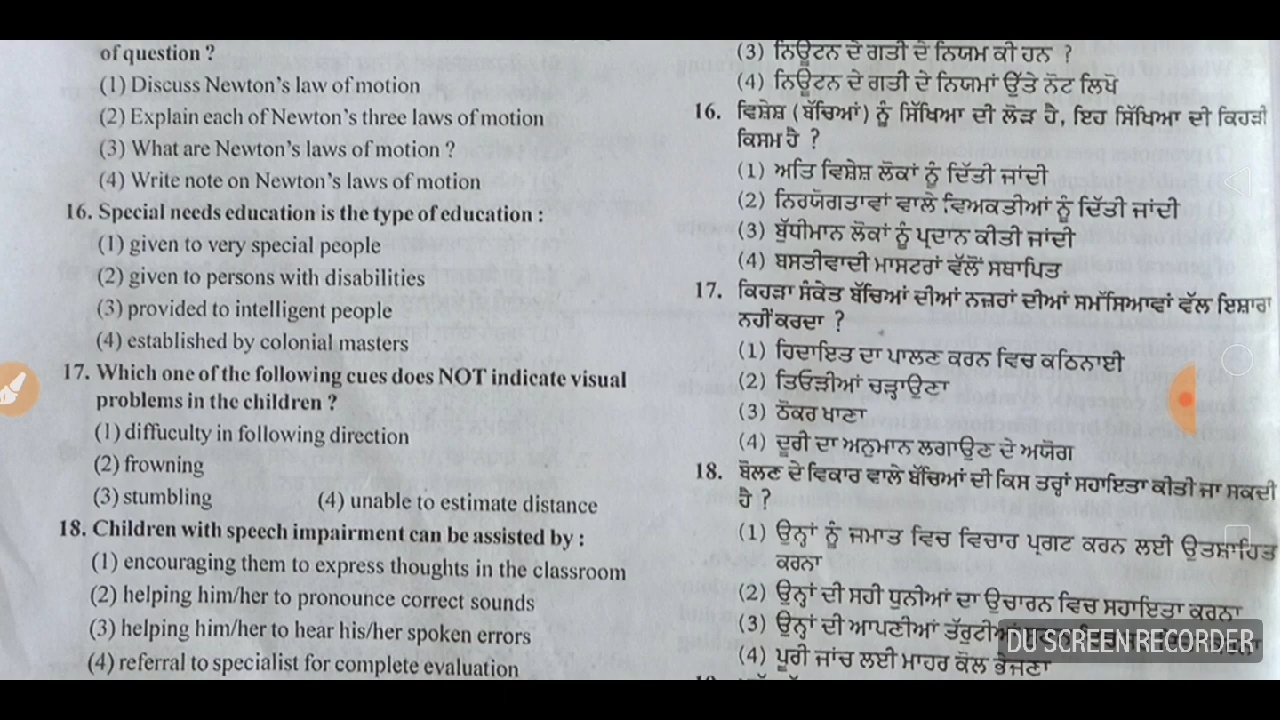 of question ?
(1) Discuss Newton's law of motion
(2) Explain each of Newton's three laws of motion
(3) What are Newton's laws of motion ?
(4) Write note on Newton's laws of motion
16. Special needs education is the type of education :
(1) given to very special people
(2) given to persons with disabilities
(3) provided to intelligent people
(4) established by colonial masters
17. Which one of the following cues does NOT indicate visual
problems in the children ?
(1) diffuculty in following direction
(2) frowning
(3) stumbling (4) unable to estimate distance
18. Children with speech impairment can be assisted by :
(1) encouraging them to express thoughts in the classroom
(2) helping him/her to pronounce correct sounds
(3) helping him/her to hear his/her spoken errors
(4) referral to specialist for complete evaluation
(3) ਨਿਊਟਨ ਦੇ ਗਤੀ ਦੇ ਨਿਯਮ ਕੀ ਹਨ ?
(4) ਨਿਊਟਨ ਦੇ ਗਤੀ ਦੇ ਨਿਯਮਾਂ ਉੱਤੇ ਨੋਟ ਲਿਖੋ
16. ਵਿਸ਼ੇਸ਼ (ਬੱਚਿਆਂ) ਨੂੰ ਸਿੱਖਿਆ ਦੀ ਲੋੜ ਹੈ, ਇਹ ਸਿੱਖਿਆ ਦੀ ਕਿਹੜੀ
ਕਿਸਮ ਹੈ ?
(1) ਅਤਿ ਵਿਸ਼ੇਸ਼ ਲੋਕਾਂ ਨੂੰ ਦਿੱਤੀ ਜਾਂਦੀ
(2) ਨਿਰਯੋਗਤਾਵਾਂ ਵਾਲੇ ਵਿਅਕਤੀਆਂ ਨੂੰ ਦਿੱਤੀ ਜਾਂਦੀ
(3) ਬੁੱਧੀਮਾਨ ਲੋਕਾਂ ਨੂੰ ਪ੍ਰਦਾਨ ਕੀਤੀ ਜਾਂਦੀ
(4) ਬਸਤੀਵਾਦੀ ਮਾਸਟਰਾਂ ਵੱਲੋਂ ਸਥਾਪਿਤ
17. ਕਿਹੜਾ ਸੰਕੇਤ ਬੱਚਿਆਂ ਦੀਆਂ ਨਜ਼ਰਾਂ ਦੀਆਂ ਸਮੱਸਿਆਵਾਂ ਵੱਲ ਇਸ਼ਾਰਾ
ਨਹੀਂ ਕਰਦਾ ?
(1) ਹਿਦਾਇਤ ਦਾ ਪਾਲਣ ਕਰਨ ਵਿਚ ਕਠਿਨਾਈ
(2) ਤਿਓੜੀਆਂ ਚੜ੍ਹਾਉਣਾ
(3) ਠੋਕਰ ਖਾਣਾ
(4) ਦੂਰੀ ਦਾ ਅਨੁਮਾਨ ਲਗਾਉਣ ਦੇ ਅਯੋਗ
18. ਬੋਲਣ ਦੇ ਵਿਕਾਰ ਵਾਲੇ ਬੱਚਿਆਂ ਦੀ ਕਿਸ ਤਰ੍ਹਾਂ ਸਹਾਇਤਾ ਕੀਤੀ ਜਾ ਸਕਦੀ
ਹੈ ?
(1) ਉਨ੍ਹਾਂ ਨੂੰ ਜਮਾਤ ਵਿਚ ਵਿਚਾਰ ਪ੍ਰਗਟ ਕਰਨ ਲਈ ਉਤਸ਼ਾਹਿਤ
ਕਰਨਾ
(2) ਉਨ੍ਹਾਂ ਦੀ ਸਹੀ ਧੁਨੀਆਂ ਦਾ ਉਚਾਰਨ ਵਿਚ ਸਹਾਇਤਾ ਕਰਨਾ
(3) ਉਨ੍ਹਾਂ ਦੀ ਆਪਣੀਆਂ ਤੱਰੁਟੀਆਂ
(4) ਪੂਰੀ ਜਾਂਚ ਲਈ ਮਾਹਰ ਕੋਲ ਭੇਜਣਾ
DU SCREEN RECORDER